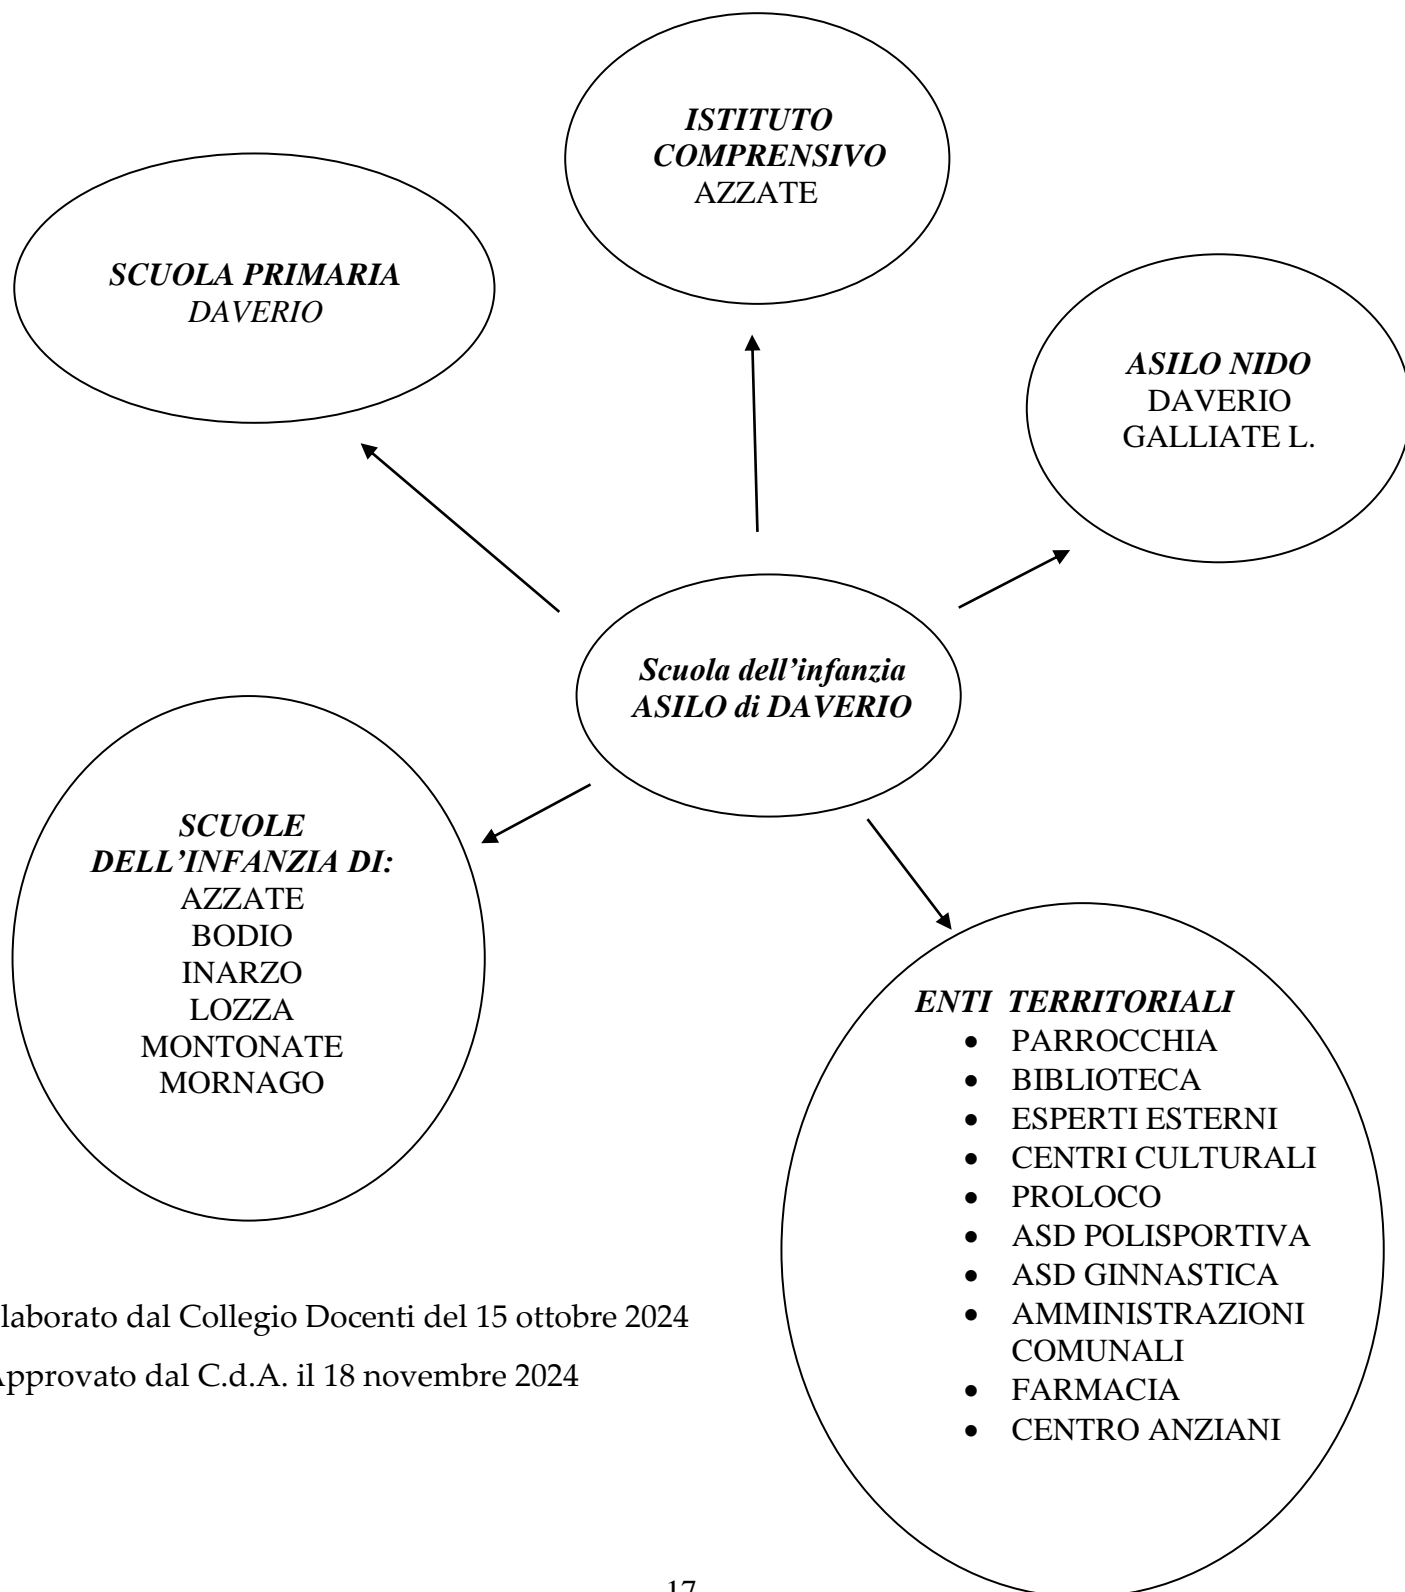 ISTITUTO
COMPRENSIVO
AZZATE
SCUOLA PRIMARIA
DAVERIO
ASILO NIDO
DAVERIO
GALLIATE L.
Scuola dell’infanzia
ASILO di DAVERIO
SCUOLE
DELL’INFANZIA DI:
AZZATE
BODIO
INARZO
LOZZA
MONTONATE
MORNAGO
ENTI TERRITORIALI
• PARROCCHIA
• BIBLIOTECA
• ESPERTI ESTERNI
• CENTRI CULTURALI
• PROLOCO
• ASD POLISPORTIVA
• ASD GINNASTICA
• AMMINISTRAZIONI
COMUNALI
• FARMACIA
• CENTRO ANZIANI
laborato dal Collegio Docenti del 15 ottobre 2024
Approvato dal C.d.A. il 18 novembre 2024
17